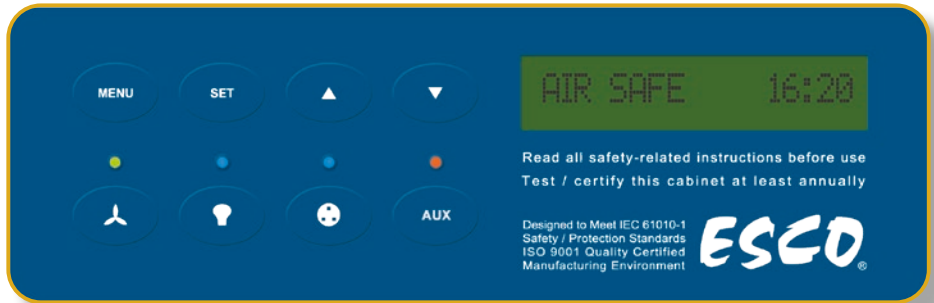 MENU SET
AIR SAFE 16:20
Read all safety-related instructions before use
Test / certify this cabinet at least annually
AUX
Designed to Meet IEC 61010-1
Safety / Protection Standards
ISO 9001 Quality Certified
Manufacturing Environment
ESCO®